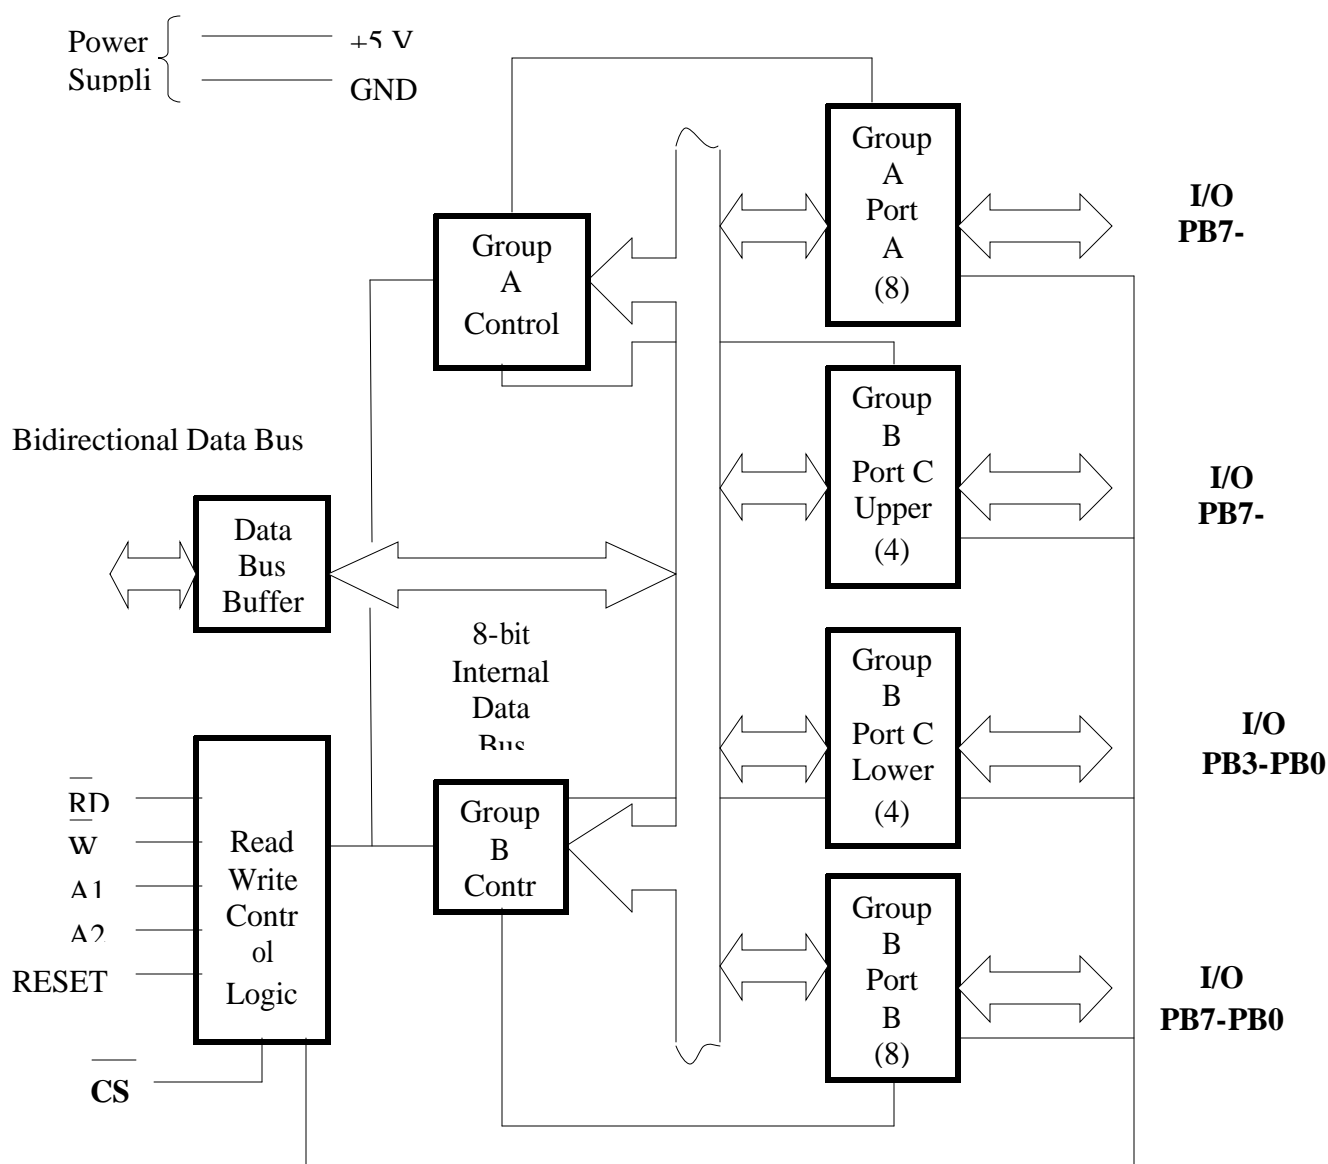 Power
Suppli
+5 V
GND
Group
A
Port
A
(8)
I/O
PB7-
Group
A
Control
Group
B
Port C
Upper
(4)
I/O
PB7-
Bidirectional Data Bus
Data
Bus
Buffer
8-bit
Internal
Data
Bus
Group
B
Port C
Lower
(4)
I/O
PB3-PB0
RD
W
A1
A2
RESET
Read
Write
Contr
ol
Logic
Group
B
Contr
Group
B
Port
B
(8)
I/O
PB7-PB0
CS